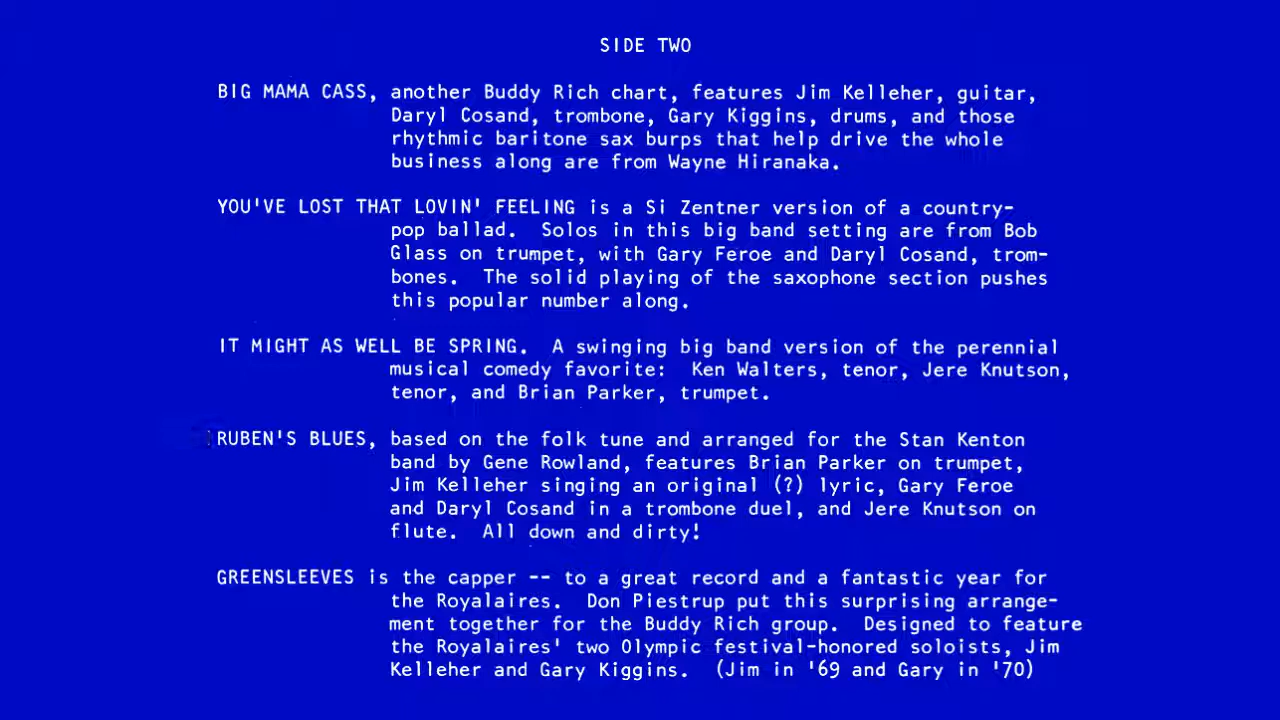 SIDE TWO
BIG MAMA CASS, another Buddy Rich chart, features Jim Kelleher, guitar,
Daryl Cosand, trombone, Gary Kiggins, drums, and those
rhythmic baritone sax burps that help drive the whole
business along are from Wayne Hiranaka.
YOU'VE LOST THAT LOVIN' FEELING is a Si Zentner version of a country-
pop ballad. Solos in this big band setting are from Bob
Glass on trumpet, with Gary Feroe and Daryl Cosand, trom-
bones. The solid playing of the saxophone section pushes
this popular number along.
IT MIGHT AS WELL BE SPRING. A swinging big band version of the perennial
musical comedy favorite: Ken Walters, tenor, Jere Knutson,
tenor, and Brian Parker, trumpet.
RUBEN'S BLUES, based on the folk tune and arranged for the Stan Kenton
band by Gene Rowland, features Brian Parker on trumpet,
Jim Kelleher singing an original (?) lyric, Gary Feroe
and Daryl Cosand in a trombone duel, and Jere Knutson on
flute. All down and dirty!
GREENSLEEVES is the capper -- to a great record and a fantastic year for
the Royalaires. Don Piestrup put this surprising arrange-
ment together for the Buddy Rich group. Designed to feature
the Royalaires' two Olympic festival-honored soloists, Jim
Kelleher and Gary Kiggins. (Jim in '69 and Gary in '70)